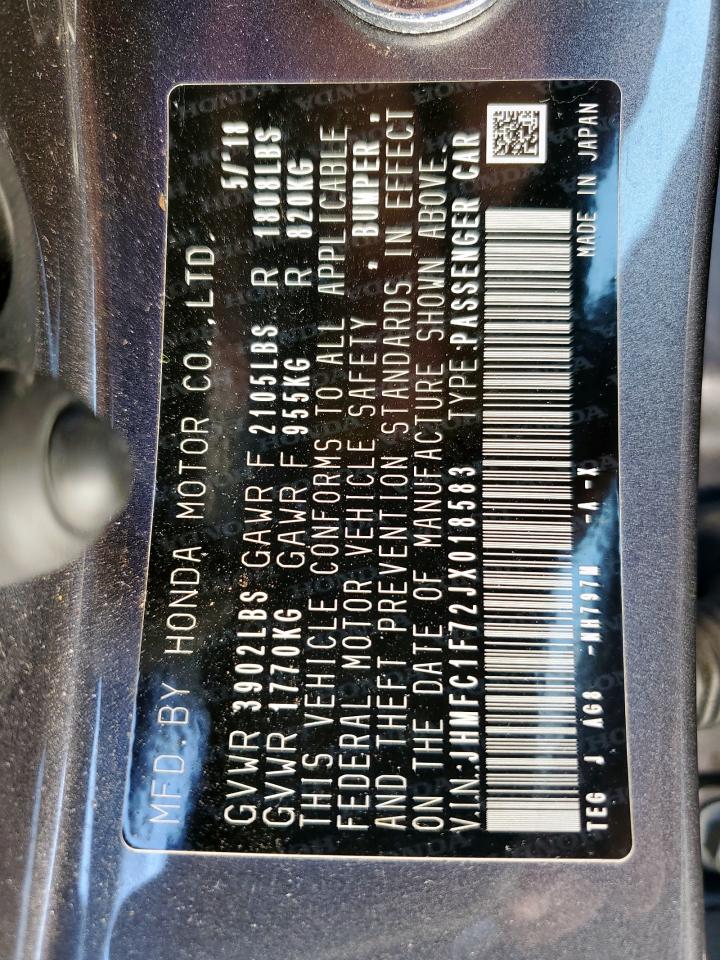 MFD.BY HONDA MOTOR CO.,LTD. 5/'18
GVWR 3902LBS GAWR F 2105LBS R 1808LBS
GVWR 1770KG GAWR F 955KG R 820KG
THIS VEHICLE CONFORMS TO ALL APPLICABLE
FEDERAL MOTOR VEHICLE SAFETY , BUMPER ,
AND THEFT PREVENTION STANDARDS IN EFFECT
ON THE DATE OF MANUFACTURE SHOWN ABOVE.
V.I.N.:JHMFC1F72JX018583 TYPE:PASSENGER CAR
TEG J AG8 -NH797M -A -X MADE IN JAPAN